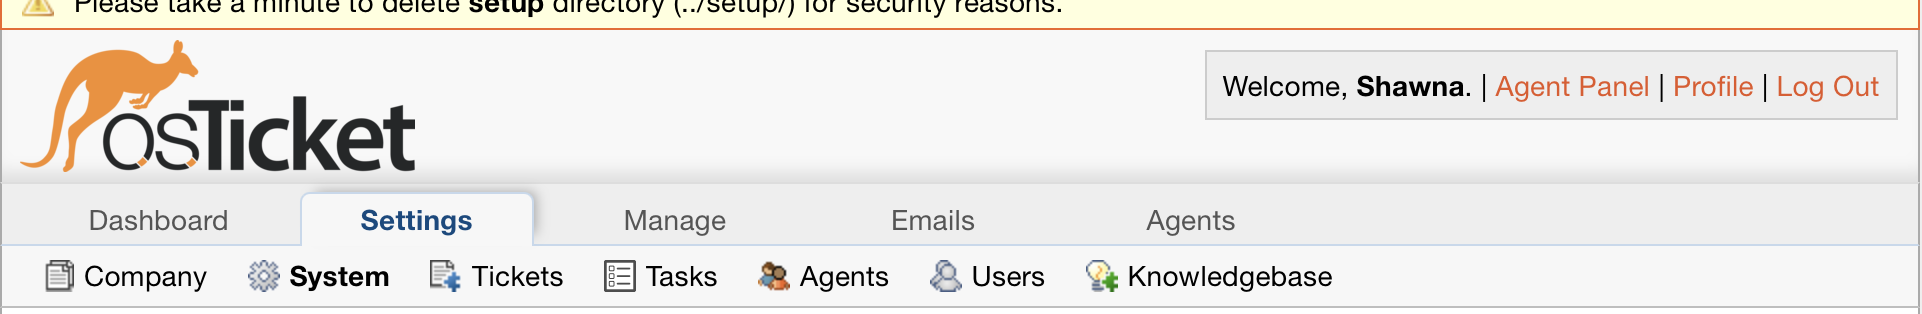 Please take a minute to delete setup directory (../setup/) for security reasons.
osTicket
Welcome, Shawna. | Agent Panel | Profile | Log Out
Dashboard Settings Manage Emails Agents
Company System Tickets Tasks Agents Users Knowledgebase